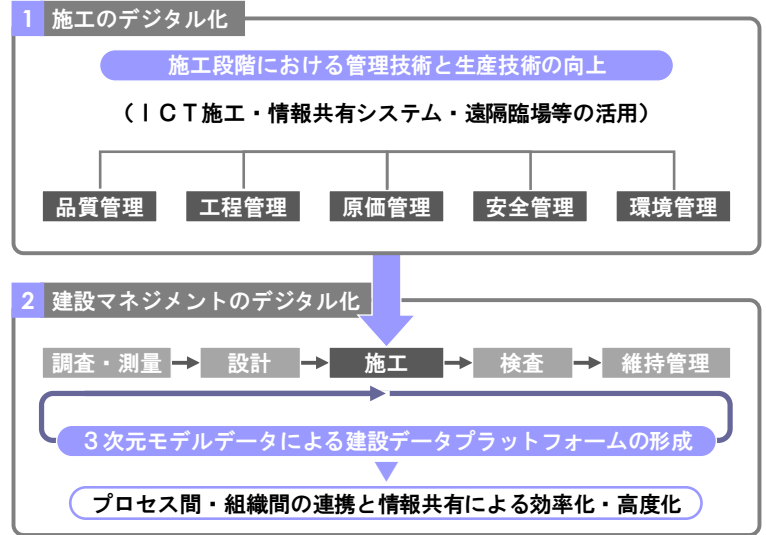 1 施工のデジタル化
施工段階における管理技術と生産技術の向上
（ＩＣＴ施工・情報共有システム・遠隔臨場等の活用）
品質管理 工程管理 原価管理 安全管理 環境管理
2 建設マネジメントのデジタル化
調査・測量 設計 施工 検査 維持管理
３次元モデルデータによる建設データプラットフォームの形成
プロセス間・組織間の連携と情報共有による効率化・高度化